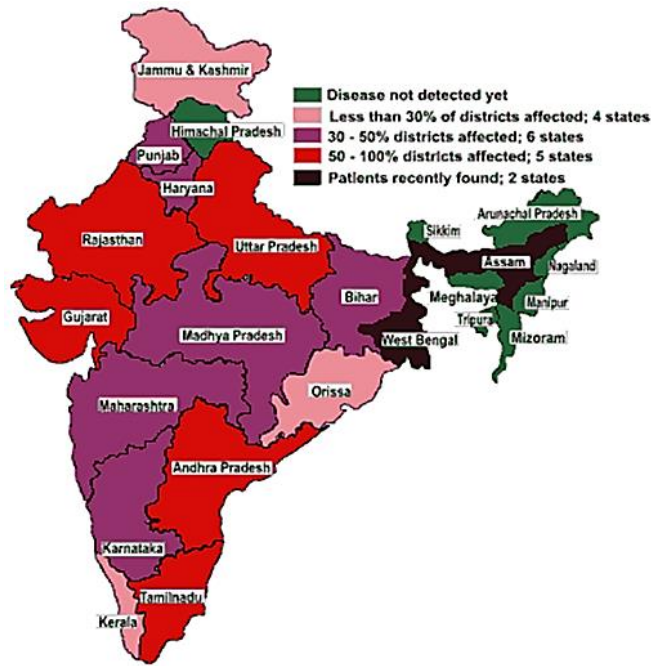 Jammu & Kashmir
Disease not detected yet
Less than 30% of districts affected; 4 states
30 - 50% districts affected; 6 states
50 - 100% districts affected; 5 states
Patients recently found; 2 states
Himachal Pradesh
Punjab
Haryana
Rajasthan
Uttar Pradesh
Sikkim
Arunachal Pradesh
Assam
Nagaland
Bihar
Meghalaya
Manipur
Gujarat
Tripura
Madhya Pradesh
West Bengal
Mizoram
Orissa
Maharoshtra
Andhra Pradesh
Karnataka
Tamilnadu
Kerala